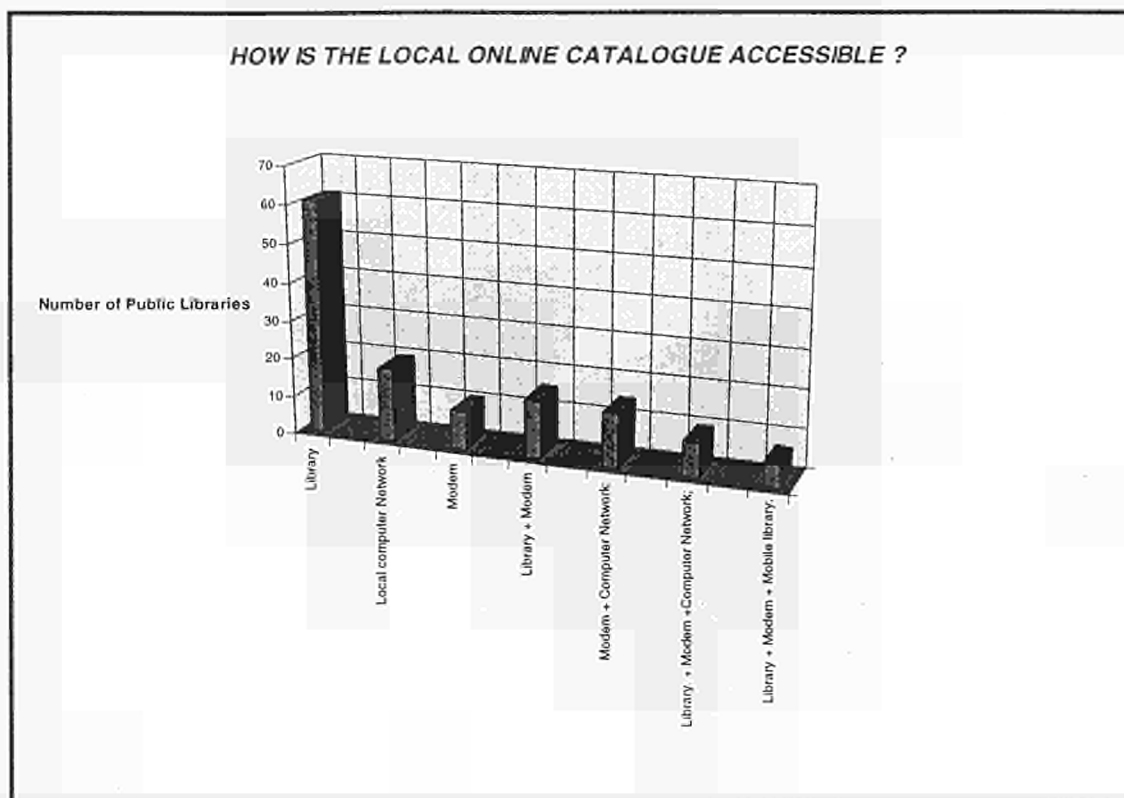 HOW IS THE LOCAL ONLINE CATALOGUE ACCESSIBLE ?
70
60
50
40
30
20
10
0
Number of Public Libraries
Library
Local computer Network
Modem
Library + Modem
Modem + Computer Network;
Library. + Modem +Computer Network;
Library + Modem + Mobile library.